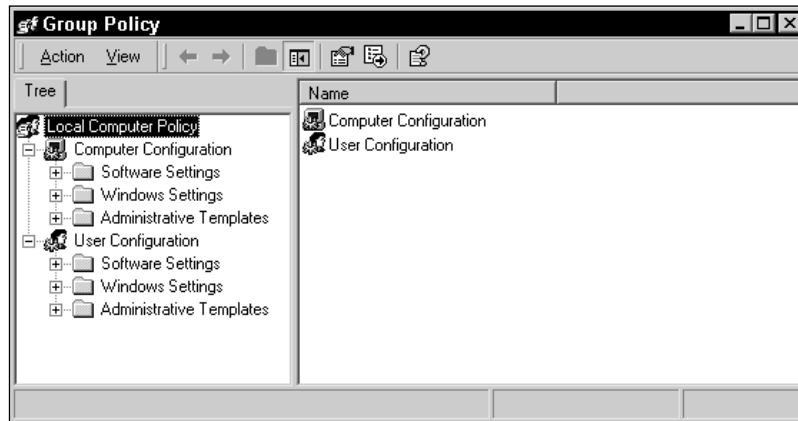 Group Policy
Action View
Tree
Local Computer Policy
Computer Configuration
Software Settings
Windows Settings
Administrative Templates
User Configuration
Software Settings
Windows Settings
Administrative Templates
Name
Computer Configuration
User Configuration